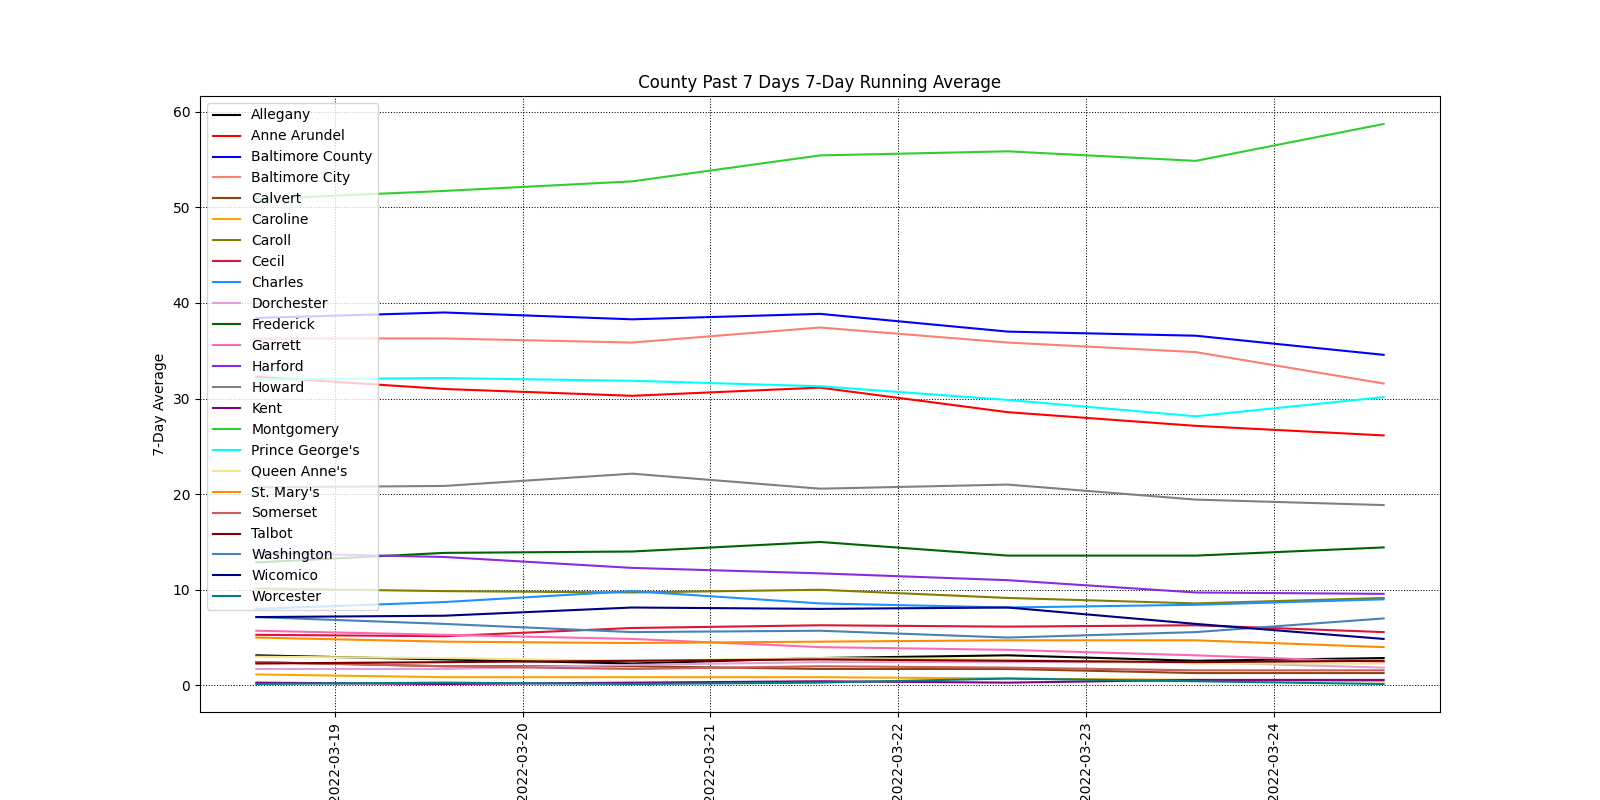 County Past 7 Days 7-Day Running Average
7-Day Average
60
50
40
30
20
10
0
Allegany
Anne Arundel
Baltimore County
Baltimore City
Calvert
Caroline
Caroll
Cecil
Charles
Dorchester
Frederick
Garrett
Harford
Howard
Kent
Montgomery
Prince George's
Queen Anne's
St. Mary's
Somerset
Talbot
Washington
Wicomico
Worcester
2022-03-19
2022-03-20
2022-03-21
2022-03-22
2022-03-23
2022-03-24